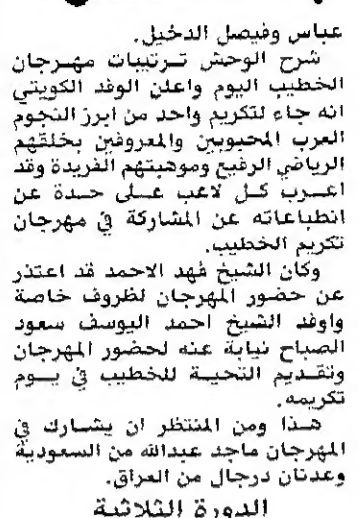 عباس وفيصل الدخيل.
شرح الوحش ترتيبات مهرجان
الخطيب اليوم واعلن الوفد الكويتي
انه جاء لتكريم واحد من ابرز النجوم
العرب المحبوبين والمعروفين بخلقهم
الرياضي الرفيع وموهبتهم الفريدة وقد
اعرب كل لاعب على حدة عن
انطباعاته عن المشاركة في مهرجان
تكريم الخطيب.
وكان الشيخ فهد الاحمد قد اعتذر
عن حضور المهرجان لظروف خاصة
واوفد الشيخ احمد اليوسف سعود
الصباح نيابة عنه لحضور المهرجان
وتقديم التحية للخطيب في يوم
تكريمه.
هذا ومن المنتظر ان يشارك في
المهرجان ماجد عبدالله من السعودية
وعدنان درجال من العراق.
الدورة الثلاثية